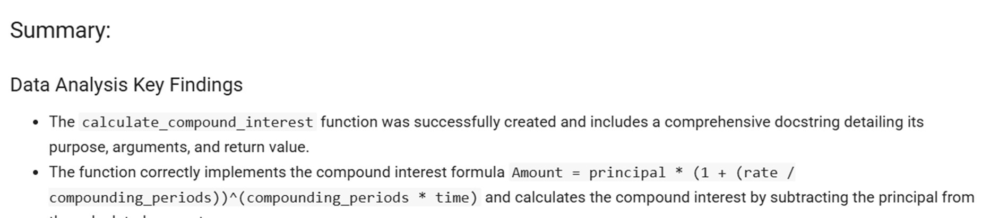 Summary:
Data Analysis Key Findings
• The calculate_compound_interest function was successfully created and includes a comprehensive docstring detailing its
purpose, arguments, and return value.
• The function correctly implements the compound interest formula Amount = principal * (1 + (rate /
compounding_periods))^(compounding_periods * time) and calculates the compound interest by subtracting the principal from